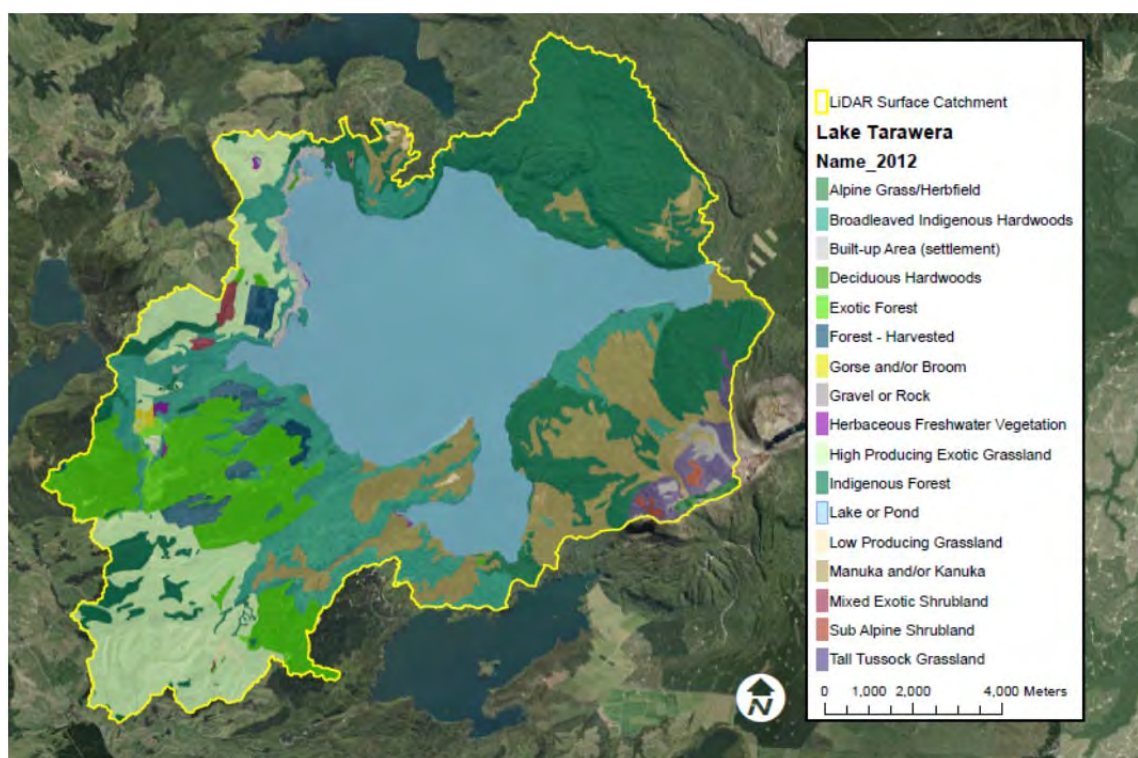 LiDAR Surface Catchment
Lake Tarawera
Name_2012
Alpine Grass/Herbfield
Broadleaved Indigenous Hardwoods
Built-up Area (settlement)
Deciduous Hardwoods
Exotic Forest
Forest - Harvested
Gorse and/or Broom
Gravel or Rock
Herbaceous Freshwater Vegetation
High Producing Exotic Grassland
Indigenous Forest
Lake or Pond
Low Producing Grassland
Manuka and/or Kanuka
Mixed Exotic Shrubland
Sub Alpine Shrubland
Tall Tussock Grassland
0 1,000 2,000 4,000 Meters
N